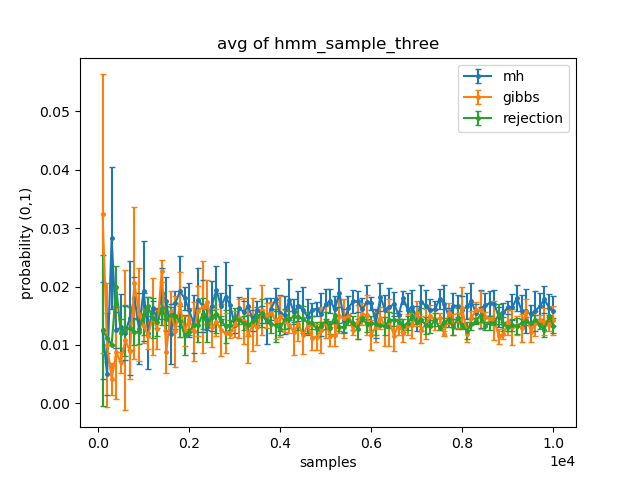 avg of hmm_sample_three
mh
gibbs
rejection
probability (0,1)
0.05
0.04
0.03
0.02
0.01
0.00
0.0 0.2 0.4 0.6 0.8 1.0
1e4
samples